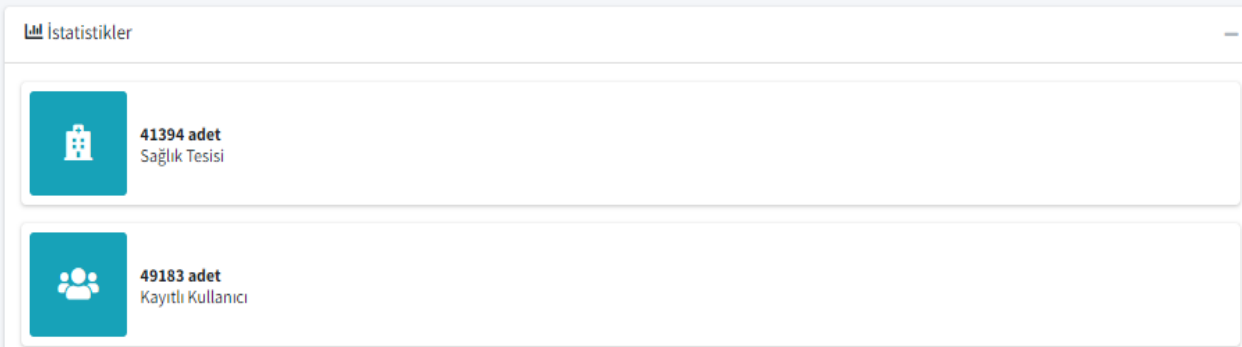 İstatistikler
41394 adet
Sağlık Tesisi
49183 adet
Kayıtlı Kullanıcı